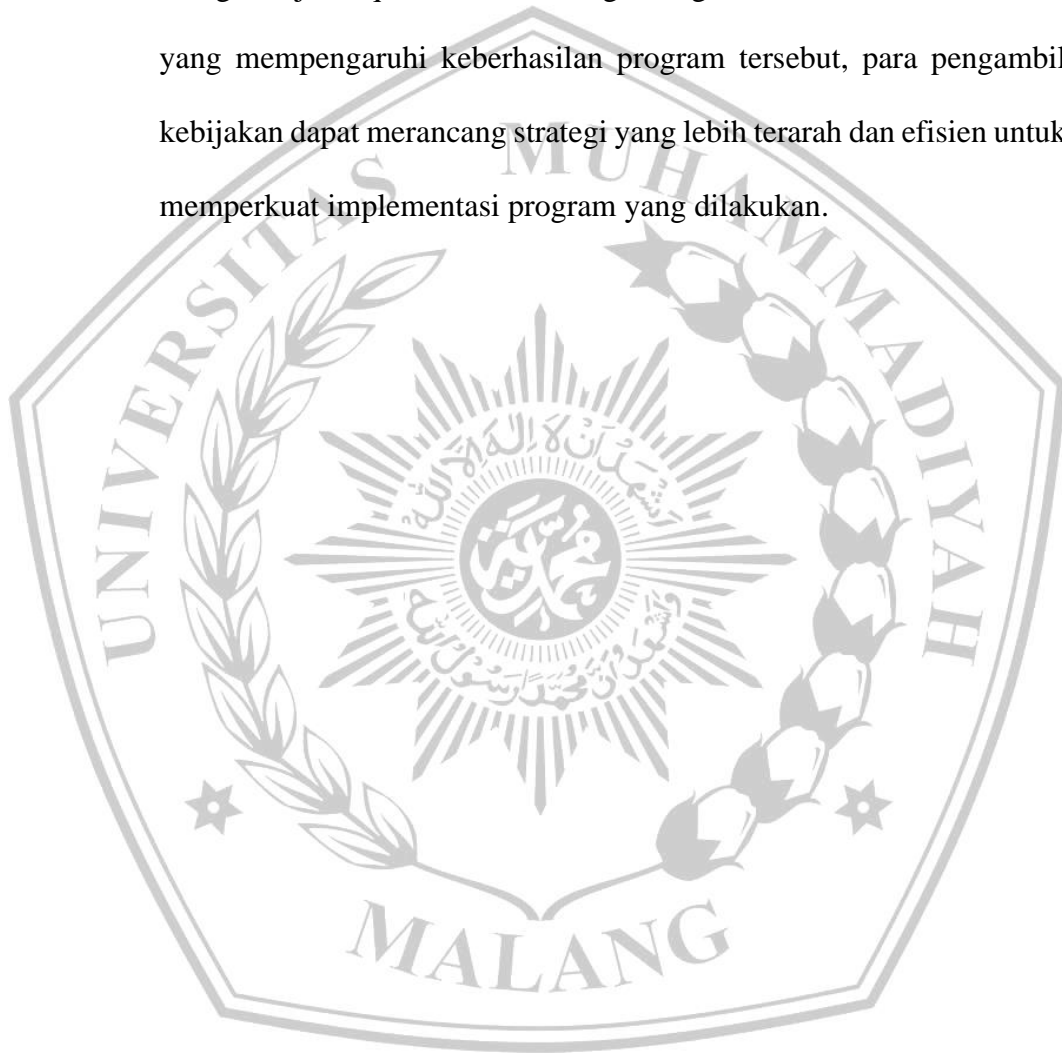 yang mempengaruhi keberhasilan program tersebut, para pengambil
kebijakan dapat merancang strategi yang lebih terarah dan efisien untuk
memperkuat implementasi program yang dilakukan.
UNIVERSITAS MUHAMMADIYAH
MALANG